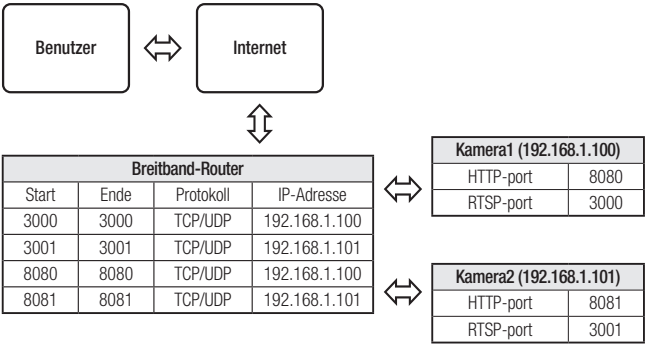 Benutzer
Internet
Breitband-Router
Start Ende Protokoll IP-Adresse
3000 3000 TCP/UDP 192.168.1.100
3001 3001 TCP/UDP 192.168.1.101
8080 8080 TCP/UDP 192.168.1.100
8081 8081 TCP/UDP 192.168.1.101
Kamera1 (192.168.1.100)
HTTP-port 8080
RTSP-port 3000
Kamera2 (192.168.1.101)
HTTP-port 8081
RTSP-port 3001